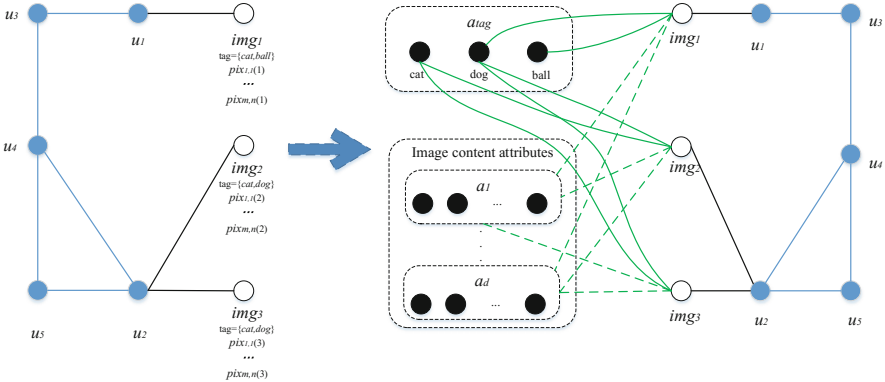 u3
u1
img1
tag={cat,ball}
pix1,1(1)
...
pixm,n(1)
u4
img2
tag={cat,dog}
pix1,1(2)
...
pixm,n(2)
u5
u2
img3
tag={cat,dog}
pix1,1(3)
...
pixm,n(3)
atag
cat
dog
ball
Image content attributes
a1
...
ad
...
img1
u1
u3
img2
u4
img3
u2
u5